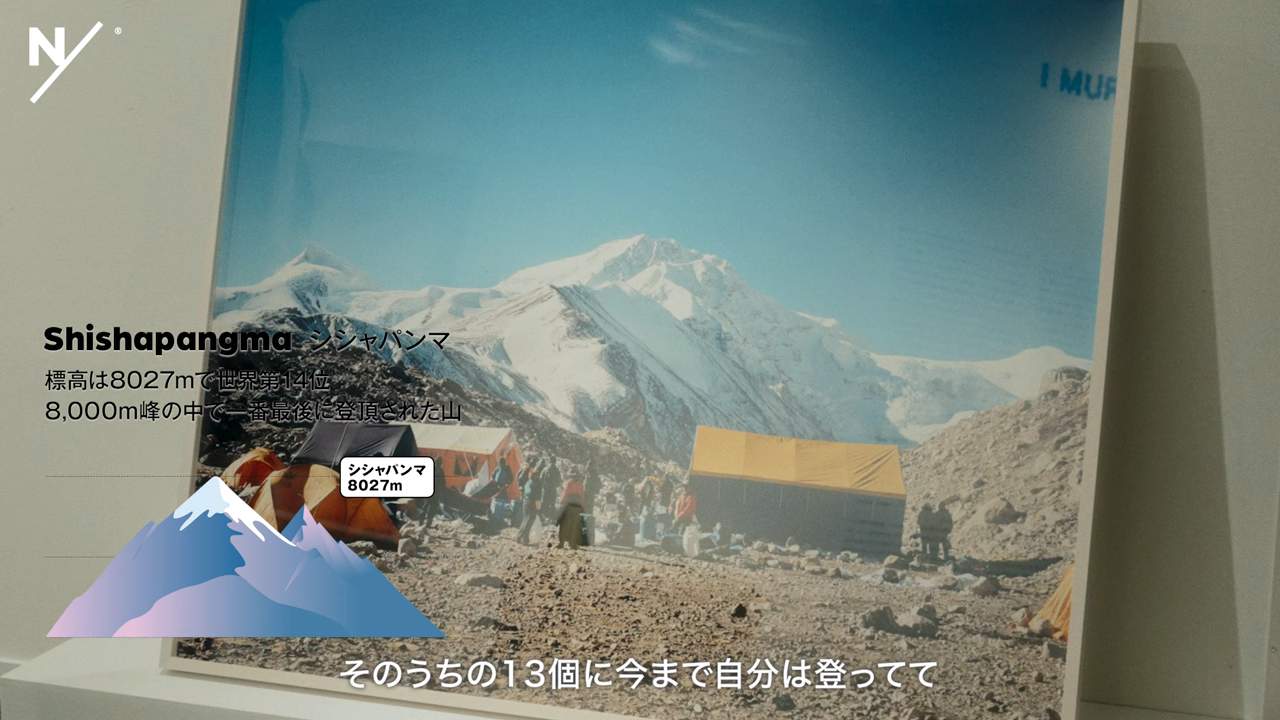 N/®
I MUR
Shishapangma シシャパンマ
標高は8027mで世界第14位
8,000m峰の中で一番最後に登頂された山
シシャパンマ
8027m
そのうちの13個に今まで自分は登ってて